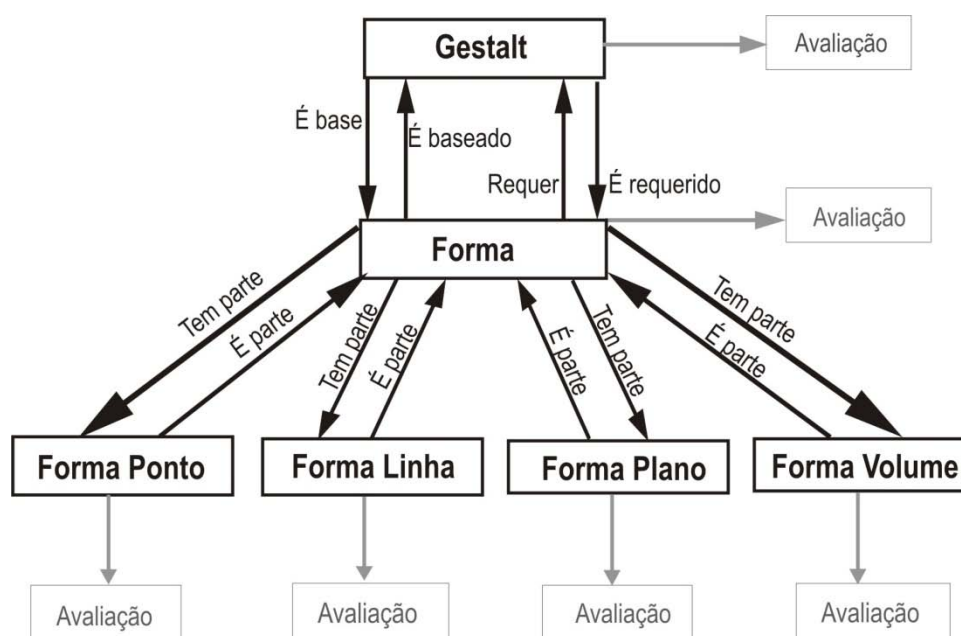 Gestalt
Avaliação
É base
É baseado
Requer
É requerido
Avaliação
Forma
Tem parte
É parte
Tem parte
É parte
É parte
Tem parte
É parte
Tem parte
Forma Ponto
Forma Linha
Forma Plano
Forma Volume
Avaliação
Avaliação
Avaliação
Avaliação